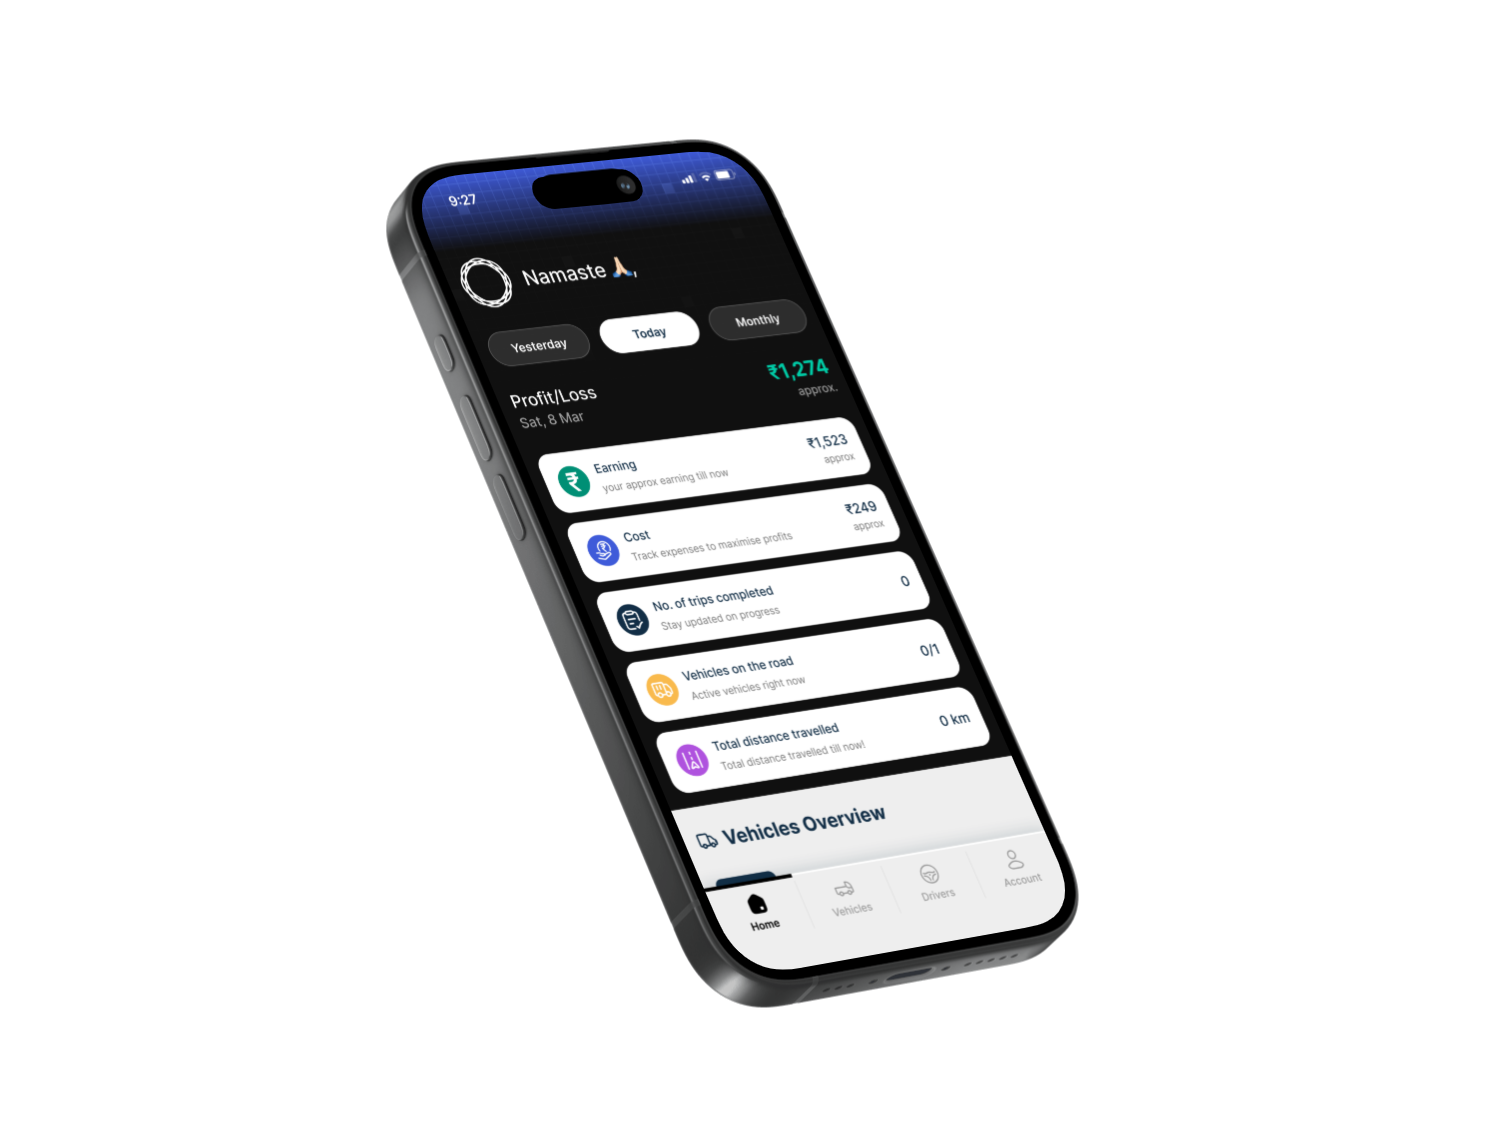 9:27
Namaste 🙏🏻,
Yesterday
Today
Monthly
Profit/Loss
₹1,274
Sat, 8 Mar
approx.
Earning
₹1,523
your approx earning till now
approx
Cost
₹249
Track expenses to maximise profits
approx
No. of trips completed
0
Stay updated on progress
Vehicles on the road
0/1
Active vehicles right now
Total distance travelled
0 km
Total distance travelled till now!
Vehicles Overview
Home
Vehicles
Drivers
Account